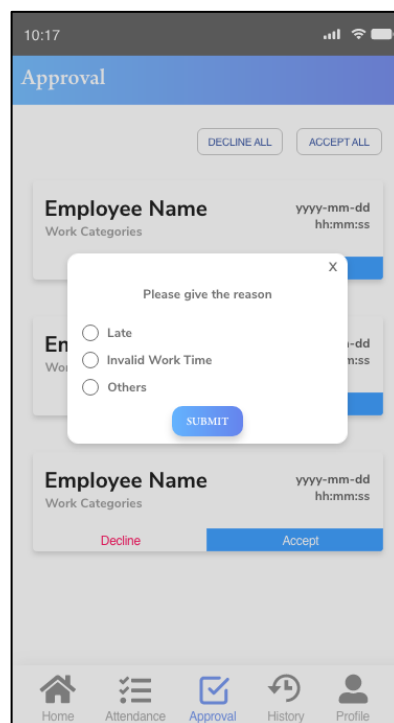 10:17
Approval
DECLINE ALL ACCEPT ALL
Employee Name yyyy-mm-dd
Work Categories hh:mm:ss
X
Please give the reason
Late
Invalid Work Time
Others
SUBMIT
Employee Name yyyy-mm-dd
Work Categories hh:mm:ss
Decline Accept
Home Attendance Approval History Profile